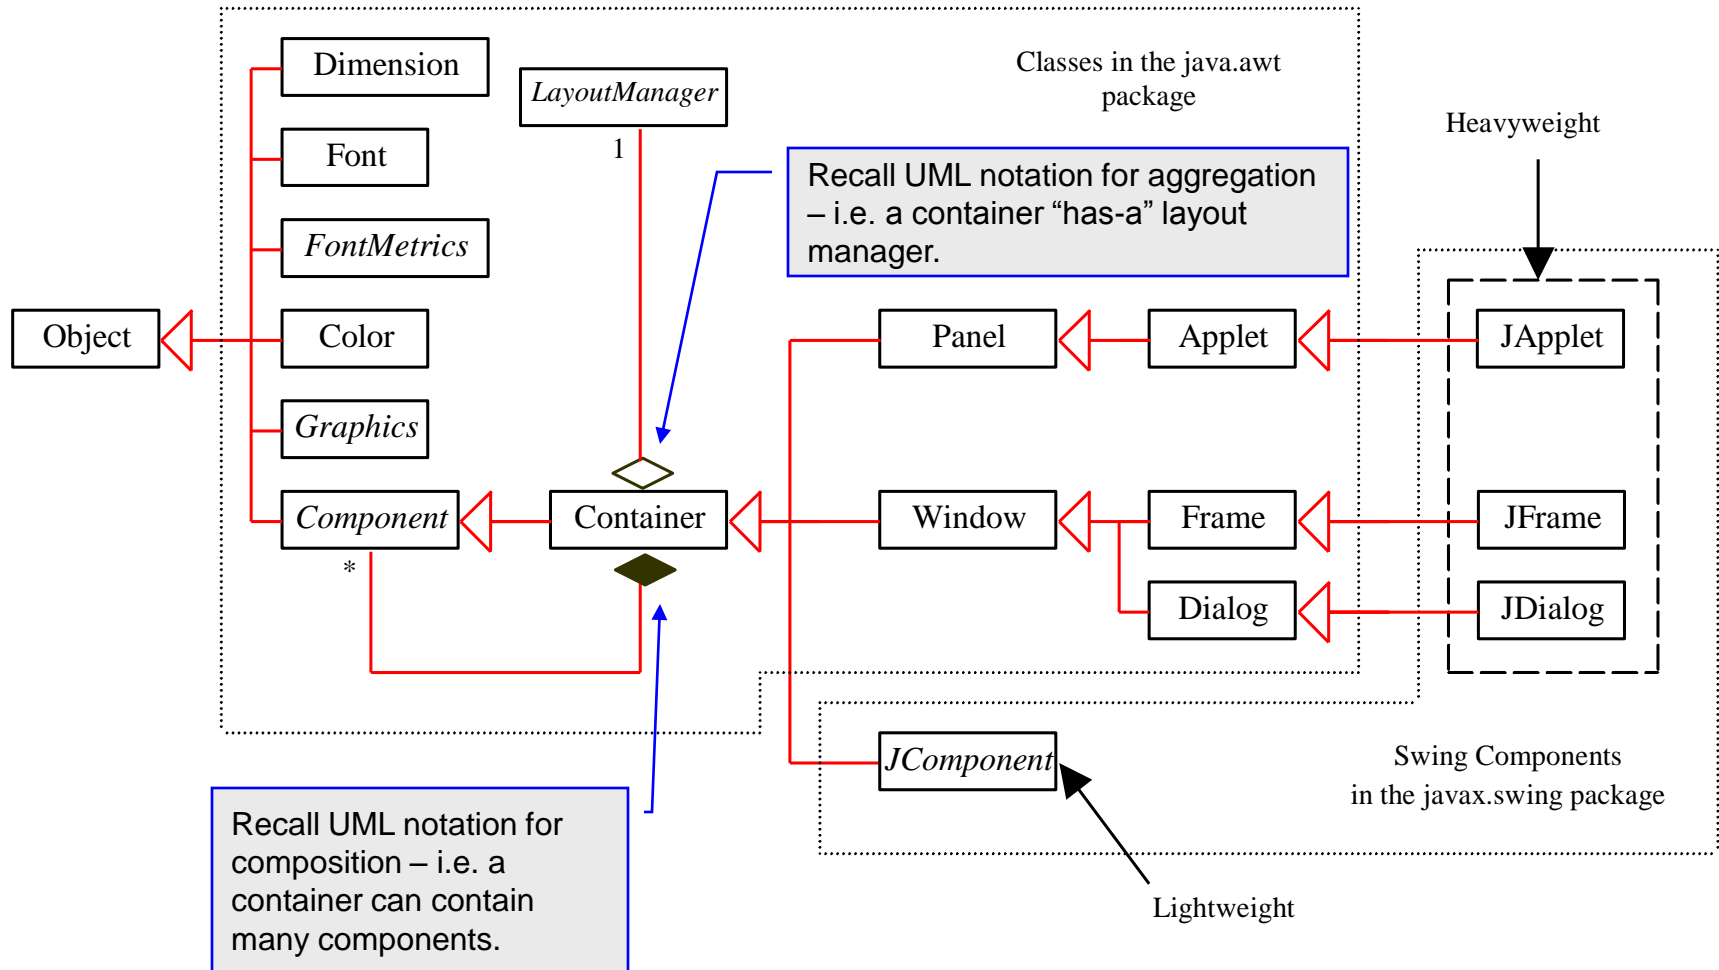 Dimension
LayoutManager
Classes in the java.awt
package
Heavyweight
Font
1
Recall UML notation for aggregation
– i.e. a container “has-a” layout
manager.
FontMetrics
Object
Color
Panel
Applet
JApplet
Graphics
Component
Container
Window
Frame
JFrame
*
Dialog
JDialog
JComponent
Swing Components
in the javax.swing package
Recall UML notation for
composition – i.e. a
container can contain
many components.
Lightweight